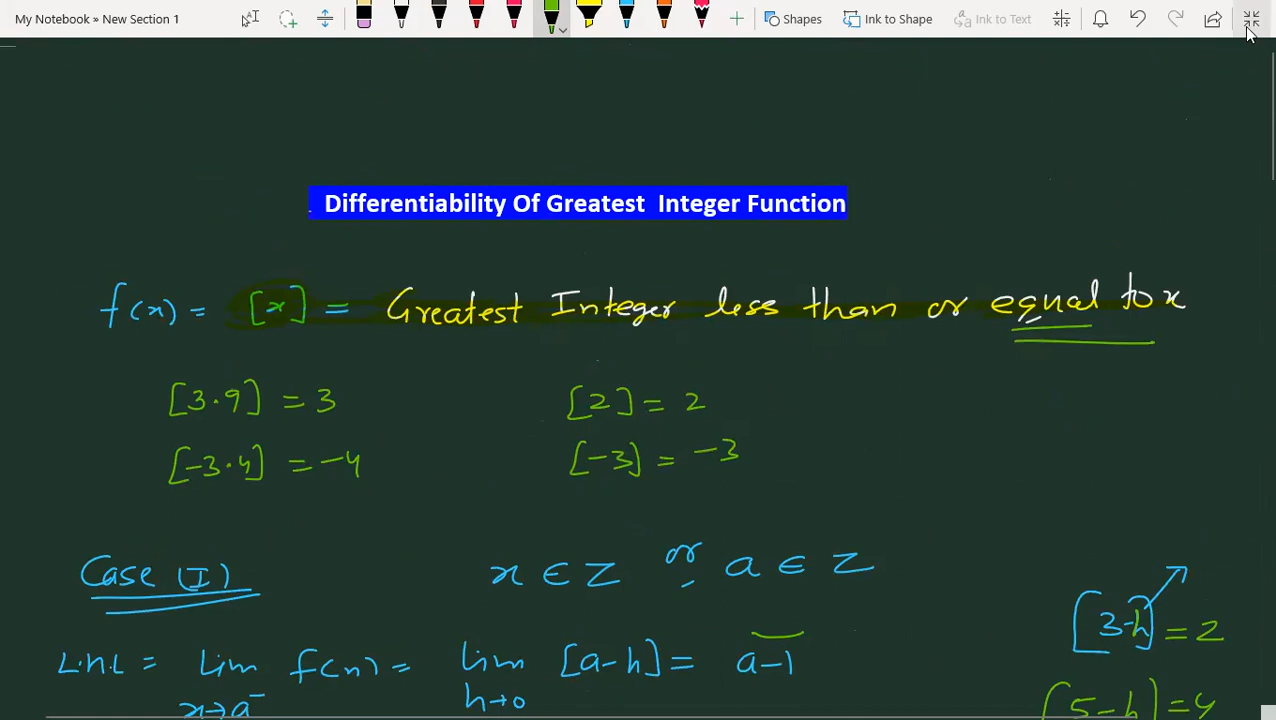 My Notebook » New Section 1
Shapes
Ink to Shape
Ink to Text
Differentiability Of Greatest Integer Function
f(x) = [x] = Greatest Integer less than or equal to x
[3.9] = 3 [2] = 2
[-3.4] = -4 [-3] = -3
Case (I) x ∈ Z or a ∈ Z
[3-h] = 2
L.H.L = lim f(x) = lim [a-h] = a-1
x→a⁻ h→0
[5-h] = 4